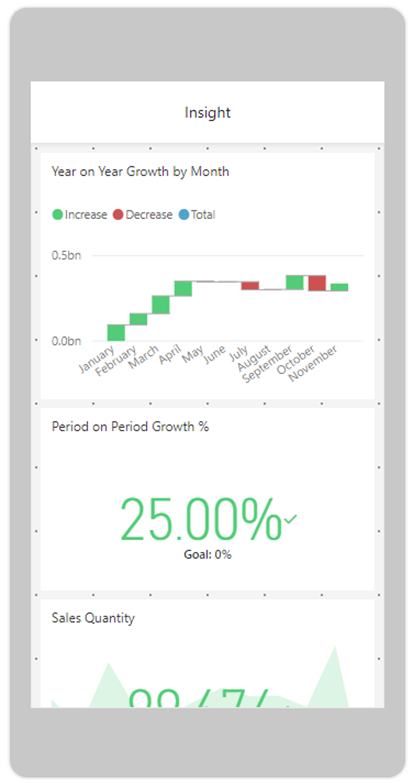 Insight
Year on Year Growth by Month
Increase Decrease Total
0.5bn
0.0bn
January February March April May June July August September October November
Period on Period Growth %
25.00%
Goal: 0%
Sales Quantity